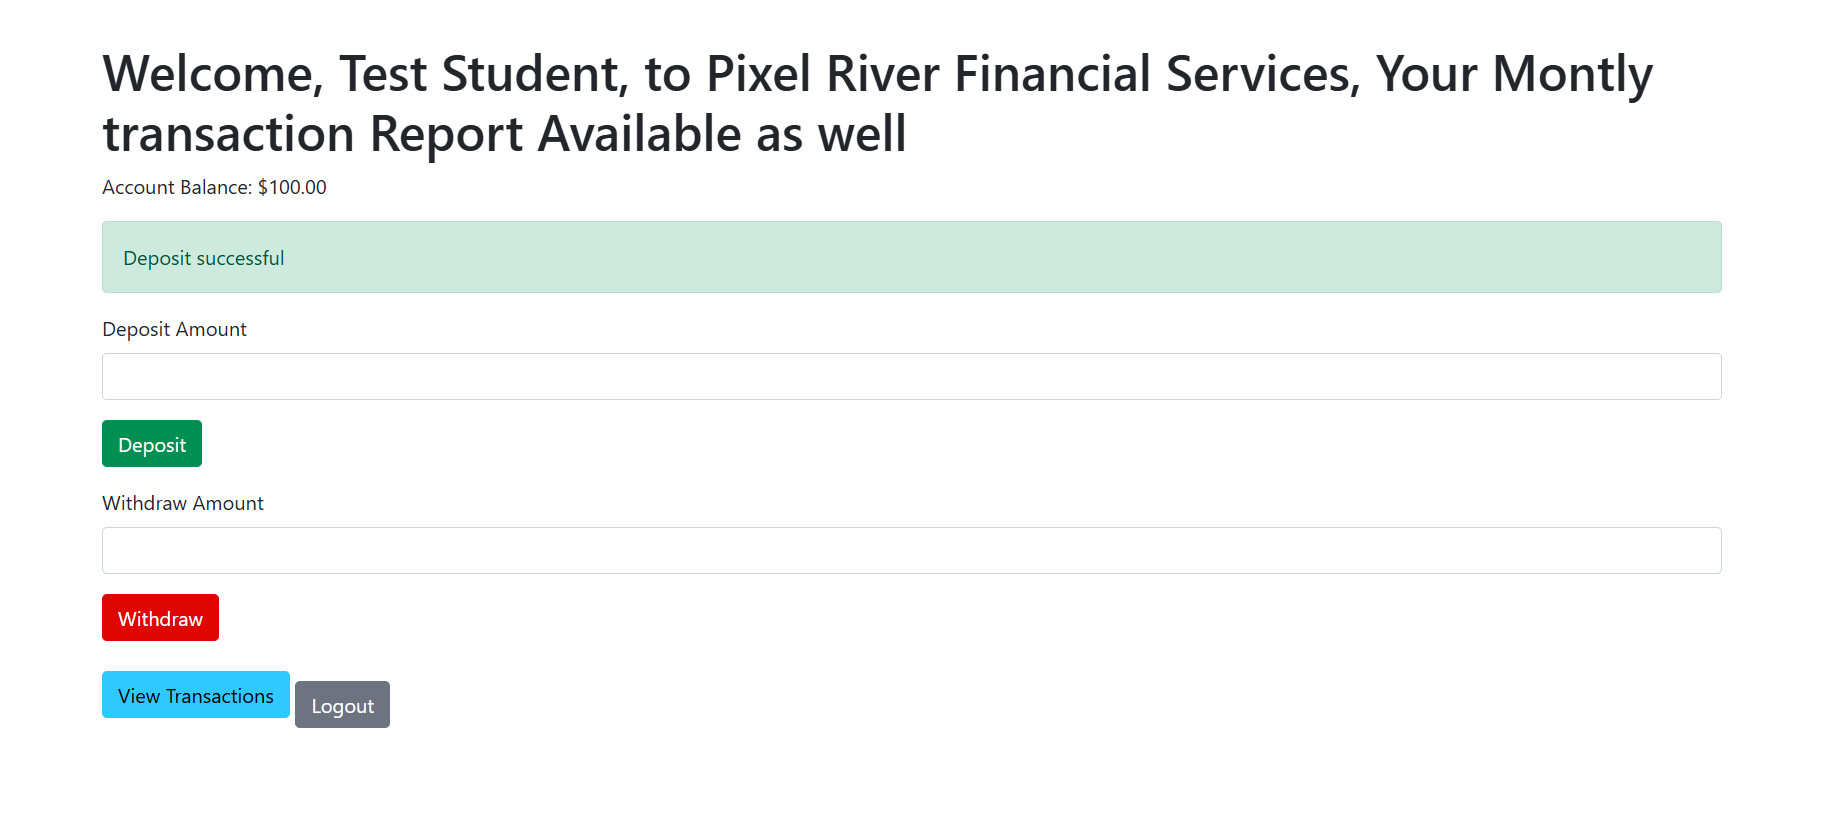 Welcome, Test Student, to Pixel River Financial Services, Your Montly
transaction Report Available as well
Account Balance: $100.00
Deposit successful
Deposit Amount
Deposit
Withdraw Amount
Withdraw
View Transactions
Logout